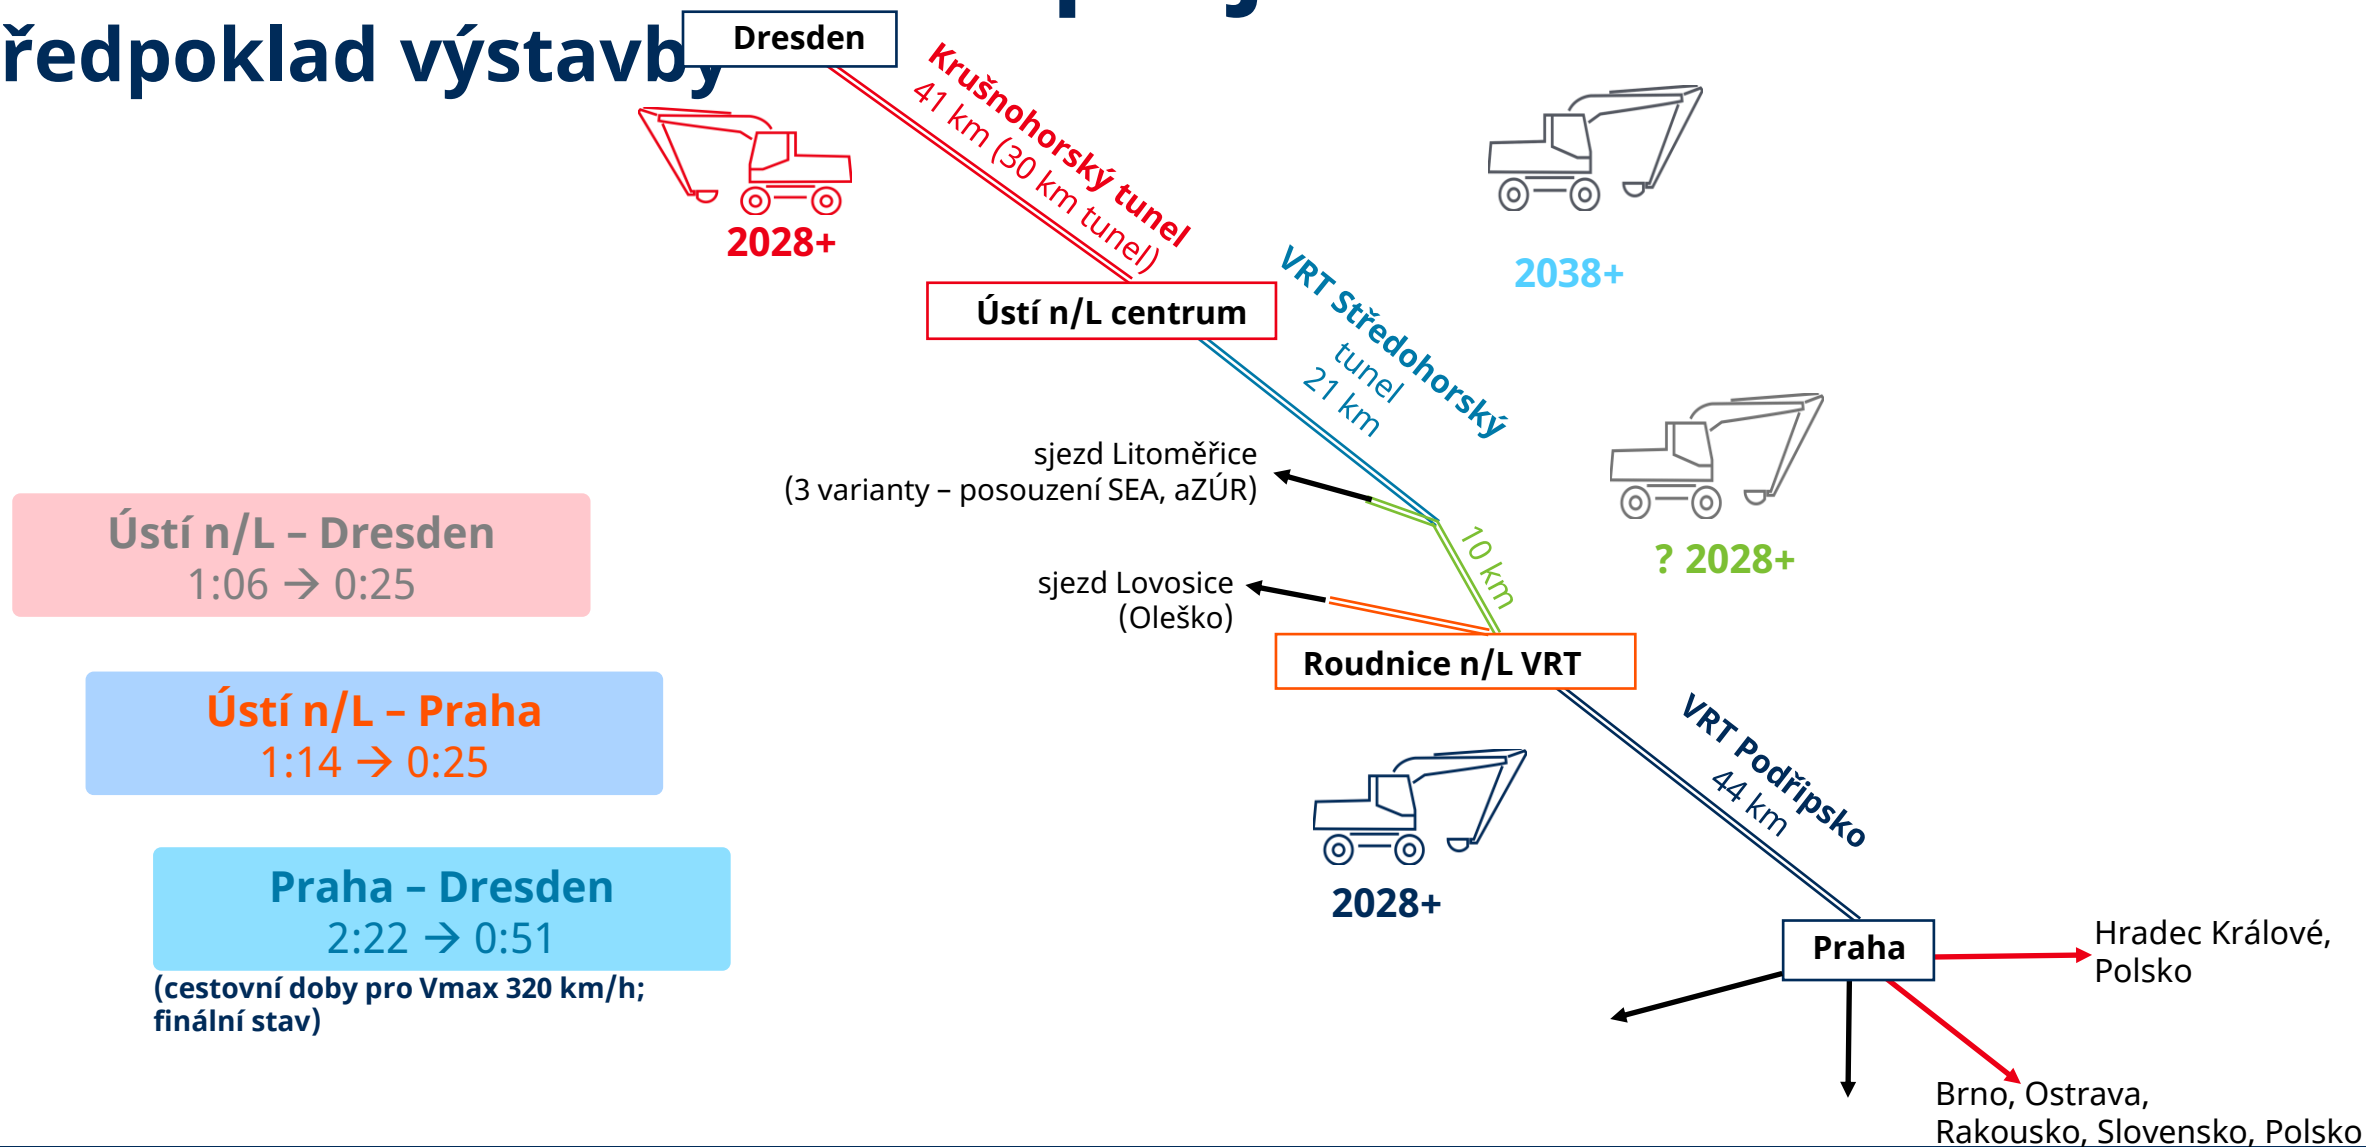 ředpoklad výstavby
Dresden
Krušnohorský tunel
41 km (30 km tunel)
2028+
2038+
Ústí n/L centrum
VRT Středohorský
tunel
21 km
sjezd Litoměřice
(3 varianty – posouzení SEA, aZÚR)
10 km
? 2028+
Ústí n/L – Dresden
1:06 → 0:25
sjezd Lovosice
(Oleško)
Roudnice n/L VRT
Ústí n/L – Praha
1:14 → 0:25
VRT Podřipsko
44 km
2028+
Praha – Dresden
2:22 → 0:51
(cestovní doby pro Vmax 320 km/h;
finální stav)
Praha
Hradec Králové,
Polsko
Brno, Ostrava,
Rakousko, Slovensko, Polsko